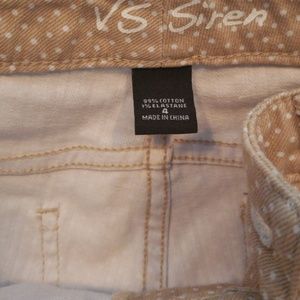 VS Siren
99% COTTON
1% ELASTANE
4
MADE IN CHINA